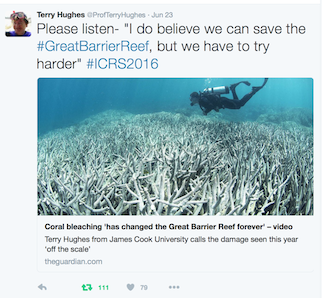 Terry Hughes @ProfTerryHughes · Jun 23
Please listen- "I do believe we can save the
#GreatBarrierReef, but we have to try
harder" #ICRS2016
Coral bleaching 'has changed the Great Barrier Reef forever' – video
Terry Hughes from James Cook University calls the damage seen this year
'off the scale'
theguardian.com
111 79